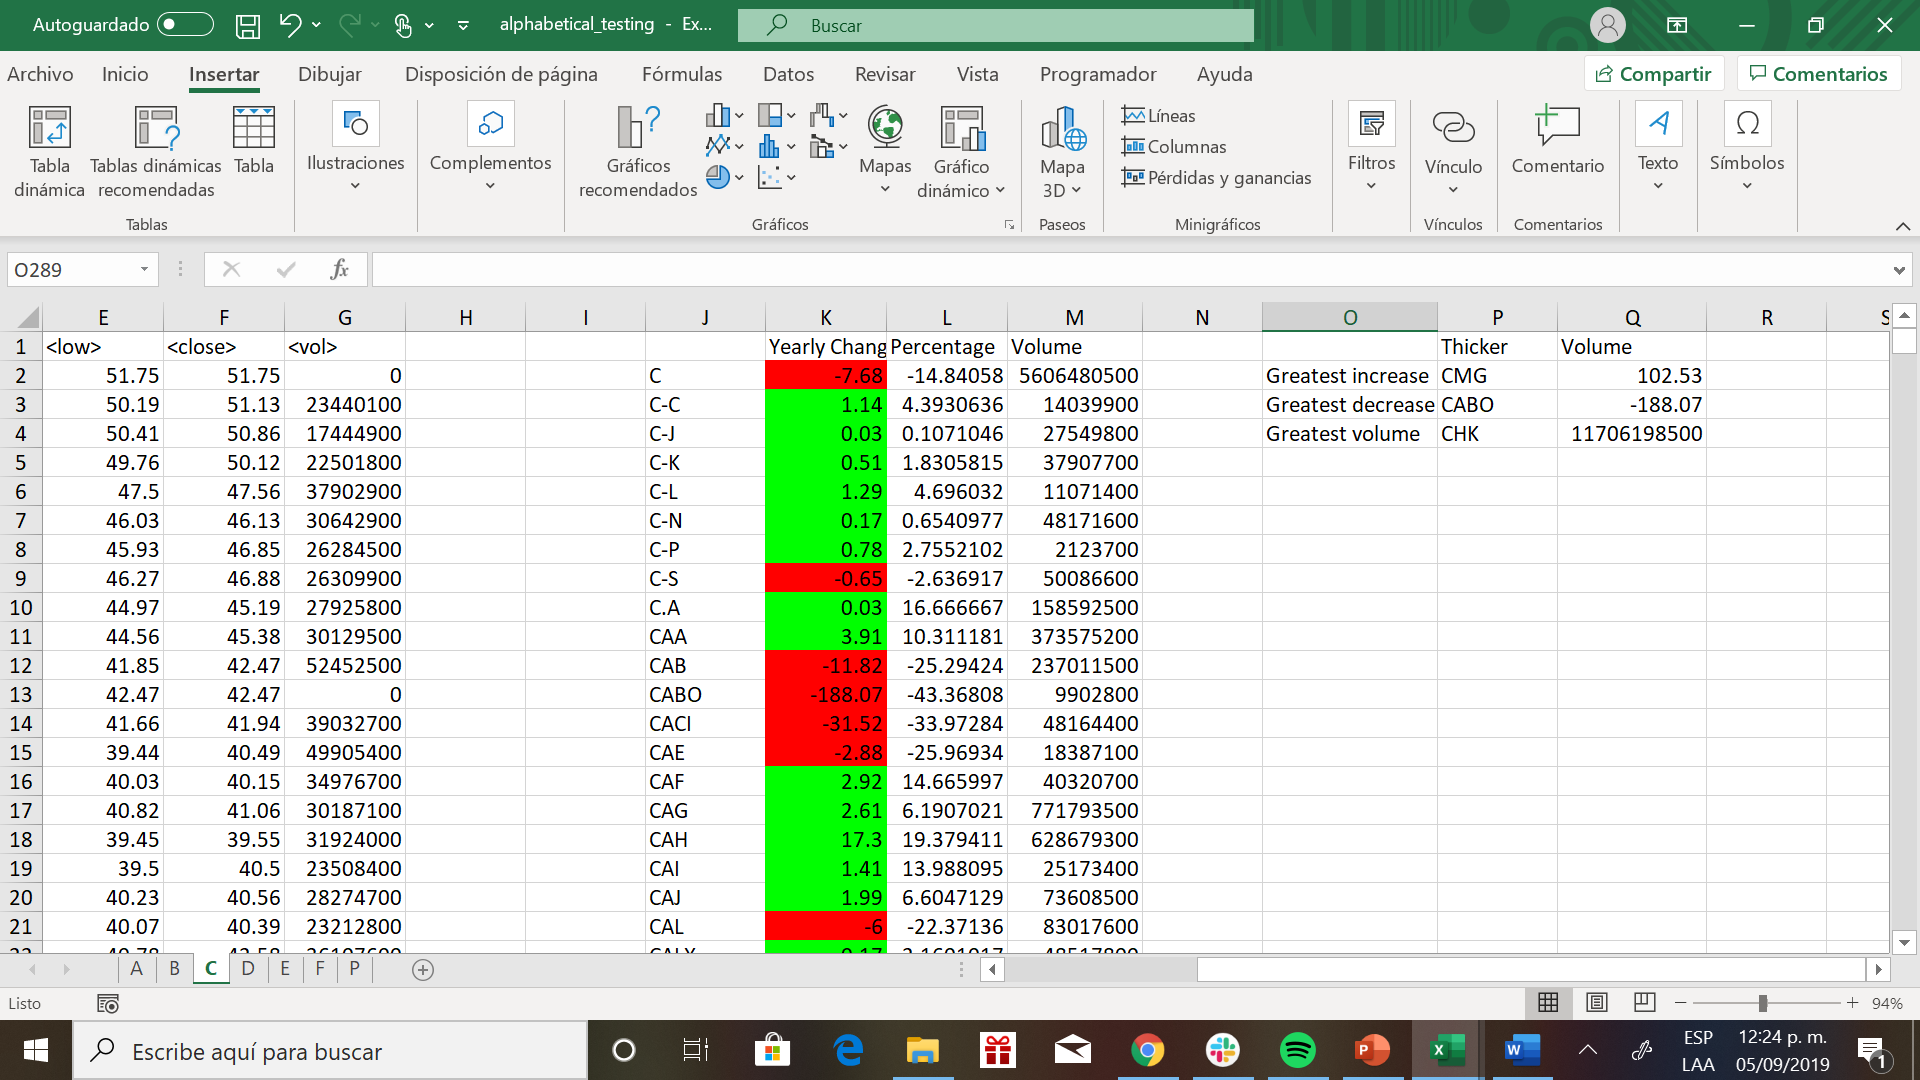 Autoguardado alphabetical_testing - Ex... Buscar
Archivo Inicio Insertar Dibujar Disposición de página Fórmulas Datos Revisar Vista Programador Ayuda Compartir Comentarios
Tabla dinámica
Tablas dinámicas recomendadas
Tabla
Ilustraciones
Complementos
Gráficos recomendados
Mapas
Gráfico dinámico
Mapa 3D
Líneas
Columnas
Pérdidas y ganancias
Filtros
Vínculo
Comentario
Texto
Símbolos
Tablas Gráficos Paseos Minigráficos Vínculos Comentarios
O289 fx
E F G H I J K L M N O P Q R S
1 <low> <close> <vol> Yearly Chang Percentage Volume Thicker Volume
2 51.75 51.75 0 C -7.68 -14.84058 5606480500 Greatest increase CMG 102.53
3 50.19 51.13 23440100 C-C 1.14 4.3930636 14039900 Greatest decrease CABO -188.07
4 50.41 50.86 17444900 C-J 0.03 0.1071046 27549800 Greatest volume CHK 11706198500
5 49.76 50.12 22501800 C-K 0.51 1.8305815 37907700
6 47.5 47.56 37902900 C-L 1.29 4.696032 11071400
7 46.03 46.13 30642900 C-N 0.17 0.6540977 48171600
8 45.93 46.85 26284500 C-P 0.78 2.7552102 2123700
9 46.27 46.88 26309900 C-S -0.65 -2.636917 50086600
10 44.97 45.19 27925800 C.A 0.03 16.666667 158592500
11 44.56 45.38 30129500 CAA 3.91 10.311181 373575200
12 41.85 42.47 52452500 CAB -11.82 -25.29424 237011500
13 42.47 42.47 0 CABO -188.07 -43.36808 9902800
14 41.66 41.94 39032700 CACI -31.52 -33.97284 48164400
15 39.44 40.49 49905400 CAE -2.88 -25.96934 18387100
16 40.03 40.15 34976700 CAF 2.92 14.665997 40320700
17 40.82 41.06 30187100 CAG 2.61 6.1907021 771793500
18 39.45 39.55 31924000 CAH 17.3 19.379411 628679300
19 39.5 40.5 23508400 CAI 1.41 13.988095 25173400
20 40.23 40.56 28274700 CAJ 1.99 6.6047129 73608500
21 40.07 40.39 23212800 CAL -6 -22.37136 83017600
A B C D E F P
Listo 94%
Escribe aquí para buscar ESP 12:24 p. m.
LAA 05/09/2019 1